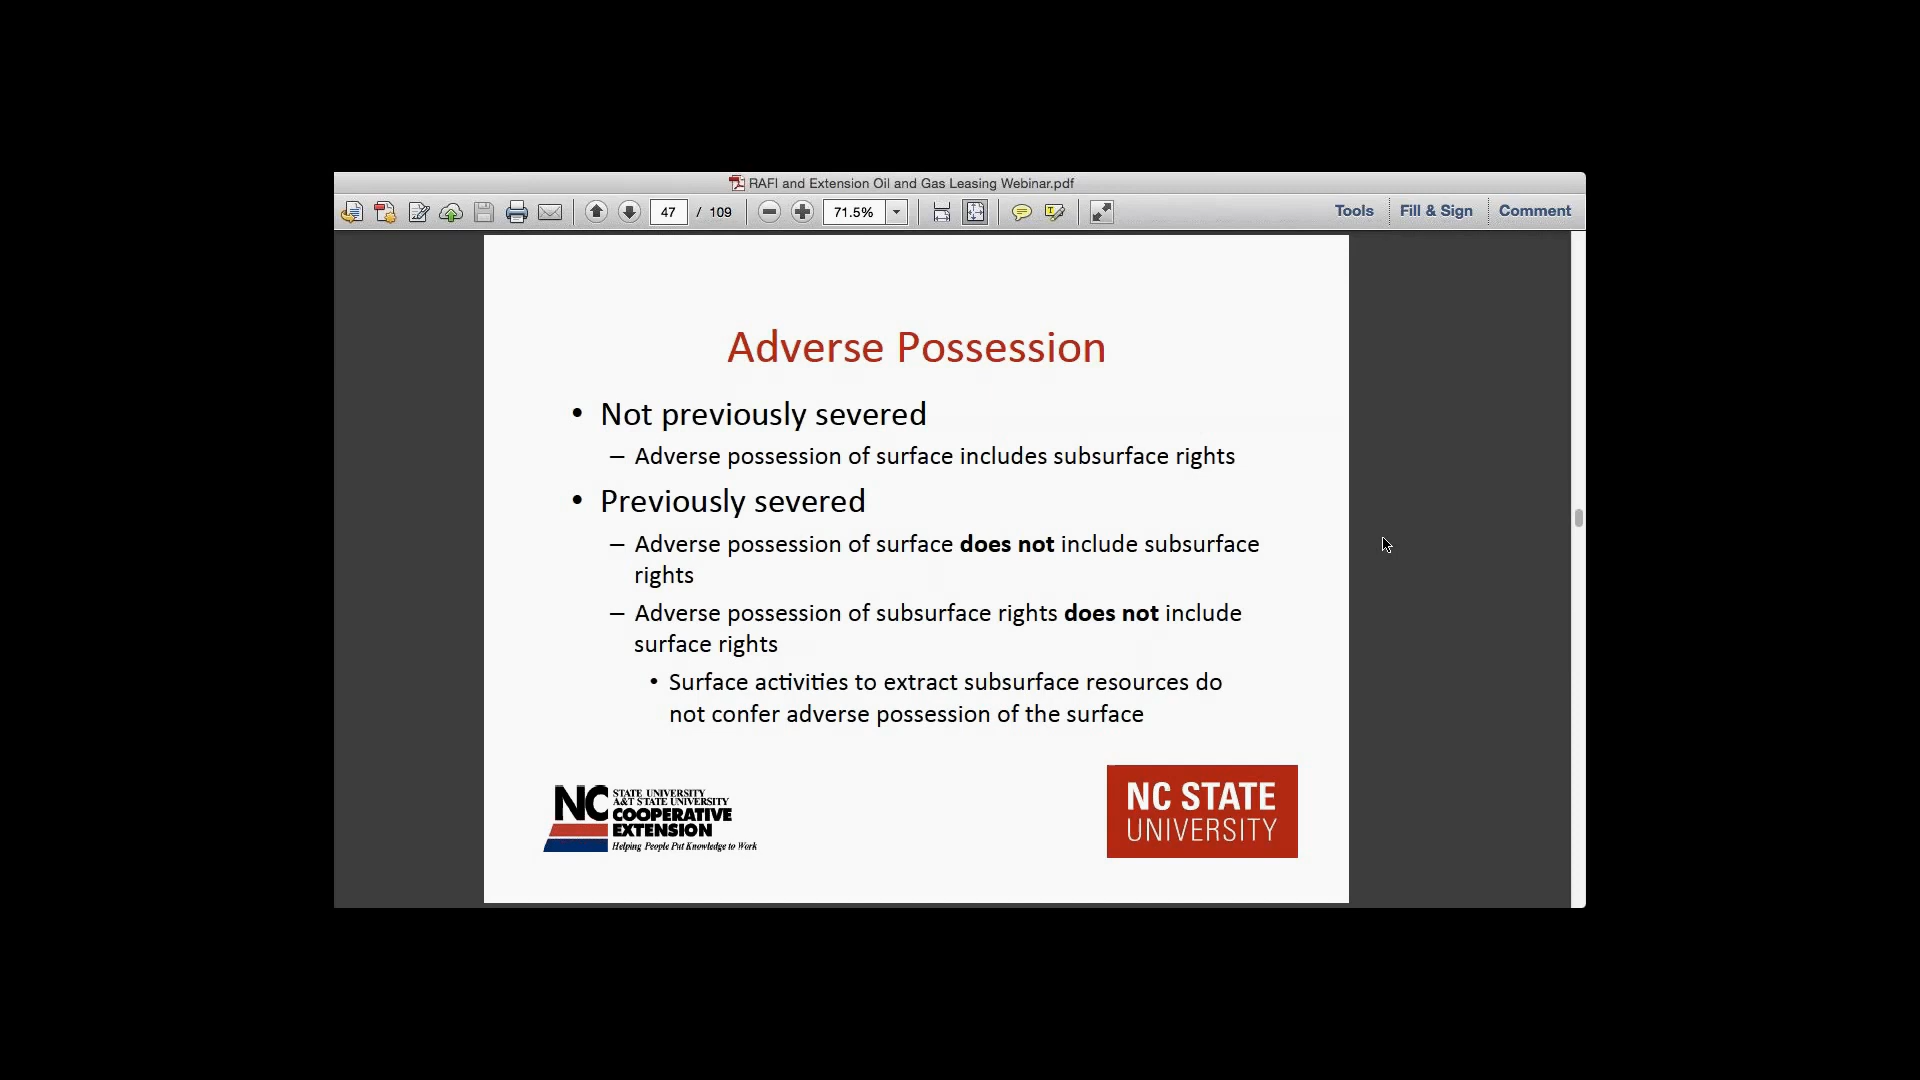 RAFI and Extension Oil and Gas Leasing Webinar.pdf
47 / 109 71.5% Tools Fill & Sign Comment
Adverse Possession
• Not previously severed
– Adverse possession of surface includes subsurface rights
• Previously severed
– Adverse possession of surface does not include subsurface
rights
– Adverse possession of subsurface rights does not include
surface rights
• Surface activities to extract subsurface resources do
not confer adverse possession of the surface
NC STATE UNIVERSITY
A&T STATE UNIVERSITY
COOPERATIVE
EXTENSION
Helping People Put Knowledge to Work
NC STATE
UNIVERSITY